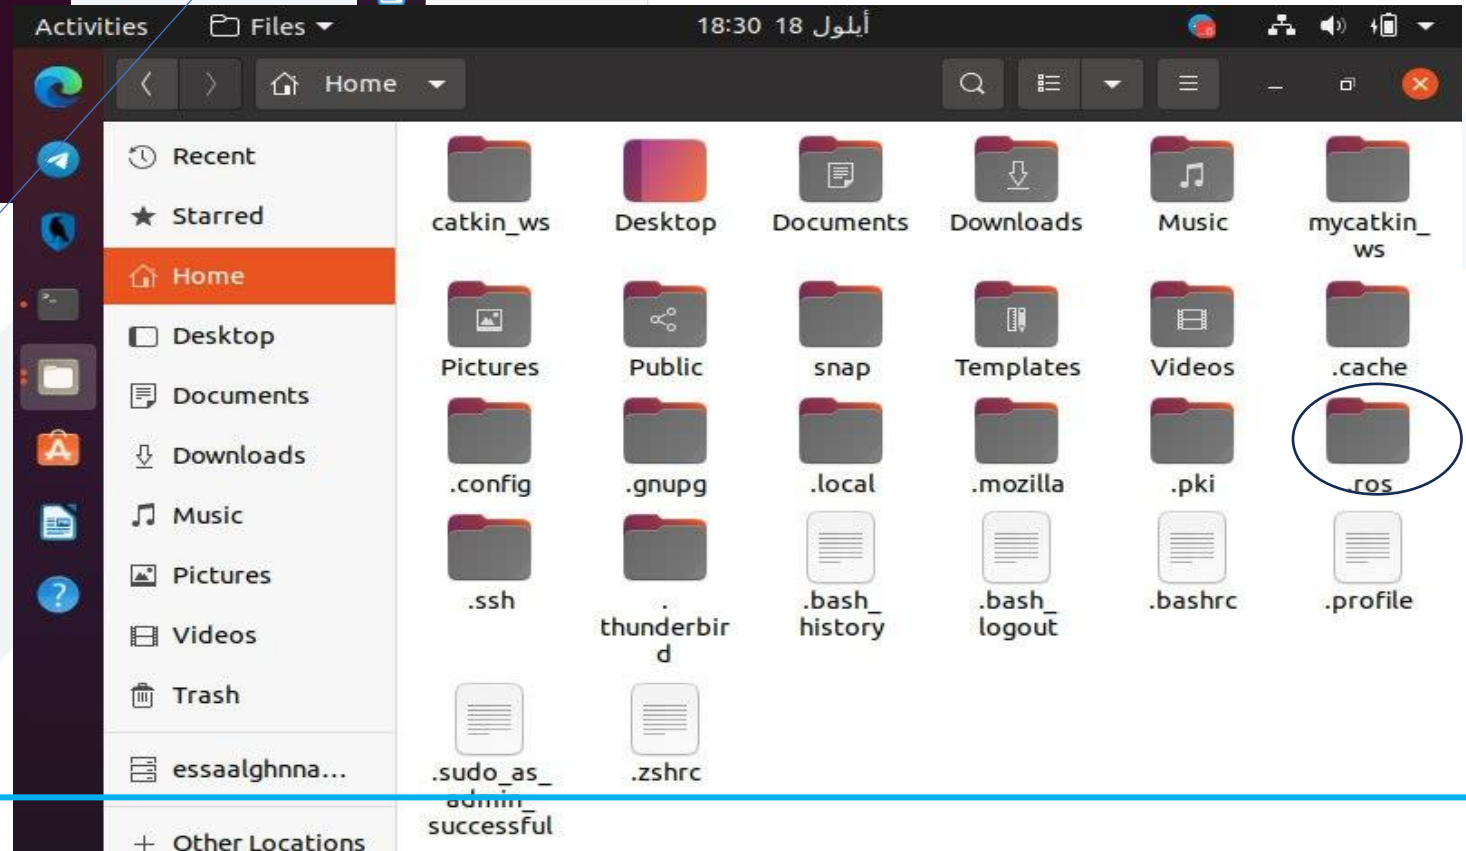 Activities
Files
18:30 18 أيلول
Home
Recent
Starred
Home
Desktop
Documents
Downloads
Music
Pictures
Videos
Trash
essaalghnna...
+ Other Locations
catkin_ws
Desktop
Documents
Downloads
Music
mycatkin_
ws
Pictures
Public
snap
Templates
Videos
.cache
.config
.gnupg
.local
.mozilla
.pki
.ros
.ssh
.
thunderbir
d
.bash_
history
.bash_
logout
.bashrc
.profile
.sudo_as_
admin_
successful
.zshrc